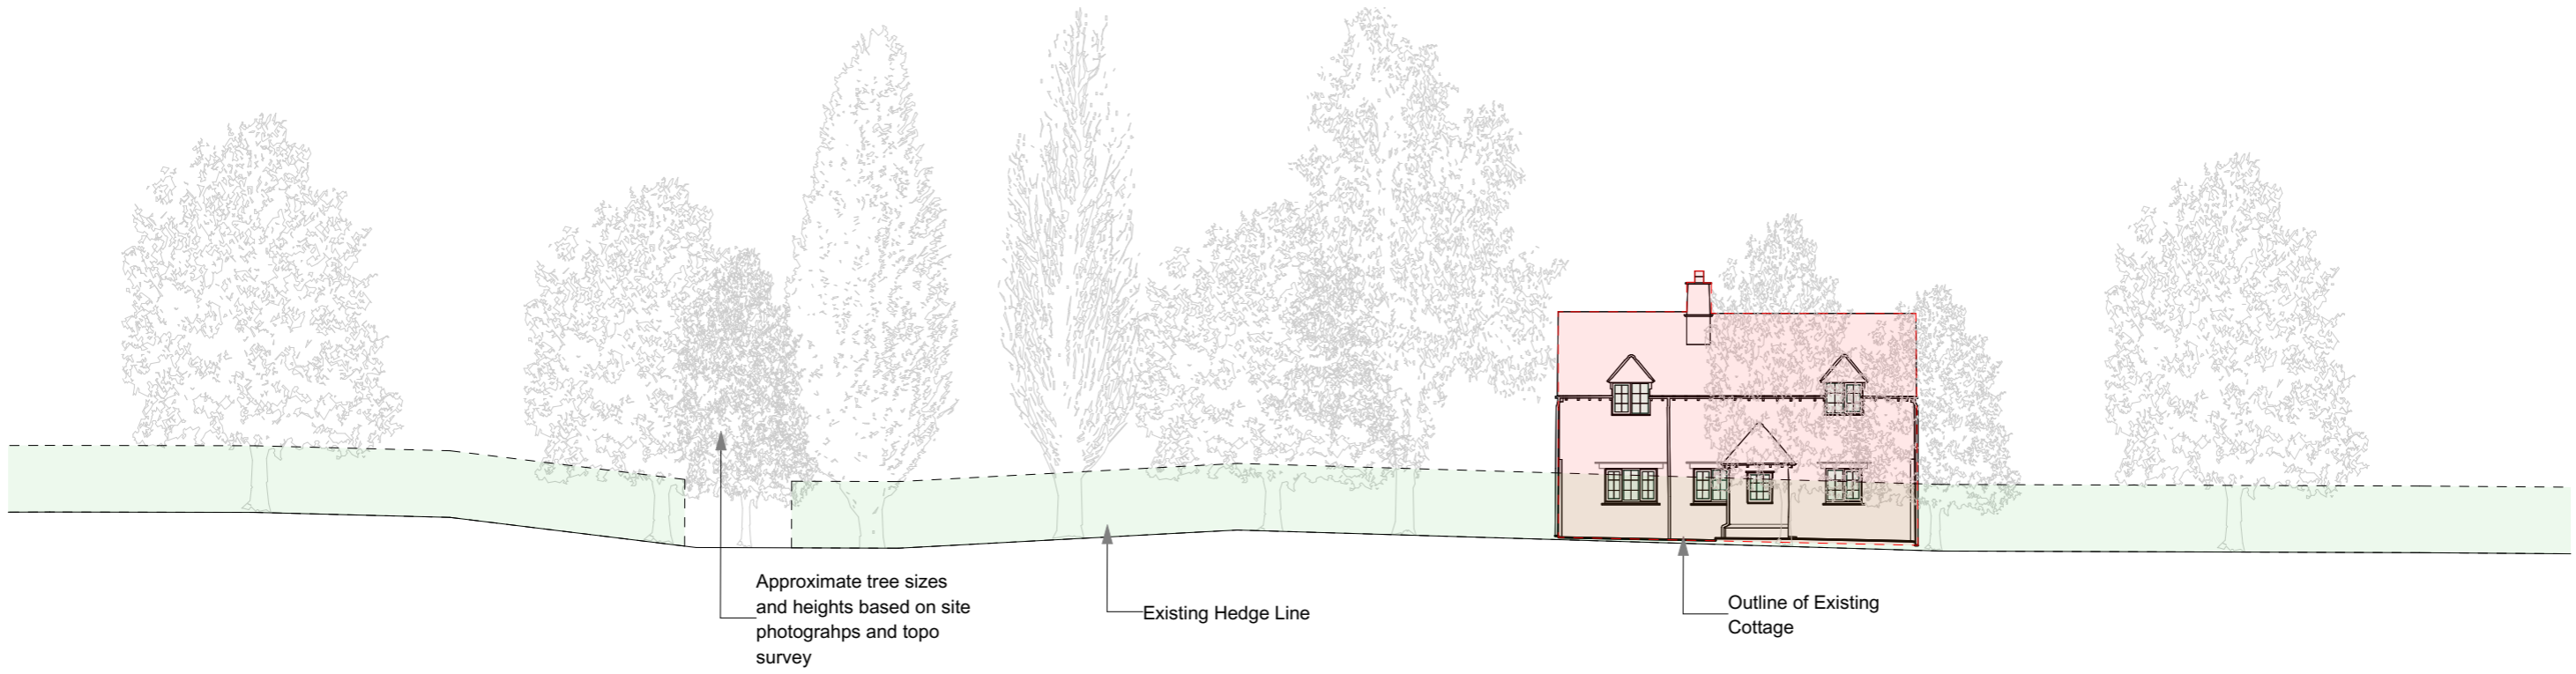 Approximate tree sizes
and heights based on site
photograhps and topo
survey
Existing Hedge Line
Outline of Existing
Cottage